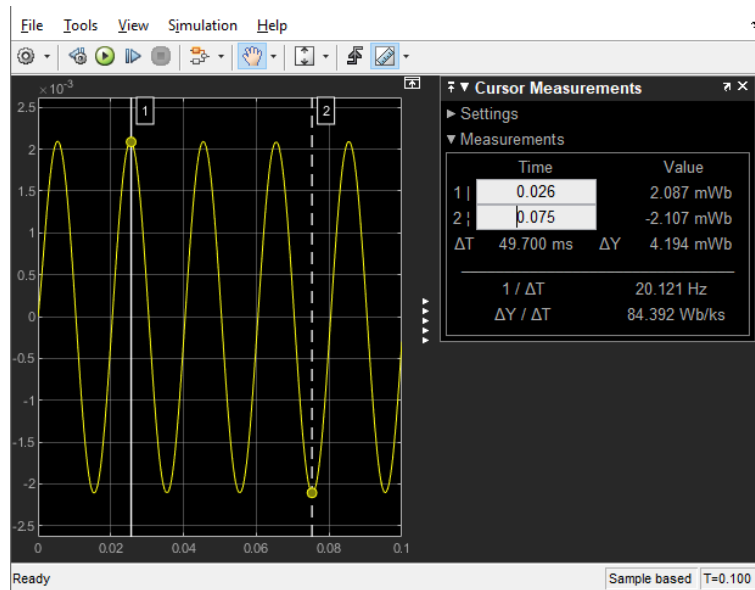 File Tools View Simulation Help
×10⁻³
2.5
2
1.5
1
0.5
0
-0.5
-1
-1.5
-2
-2.5
0 0.02 0.04 0.06 0.08 0.1
1
2
Cursor Measurements
Settings
Measurements
Time Value
1 | 0.026 2.087 mWb
2 ¦ 0.075 -2.107 mWb
ΔT 49.700 ms ΔY 4.194 mWb
1 / ΔT 20.121 Hz
ΔY / ΔT 84.392 Wb/ks
Ready Sample based T=0.100